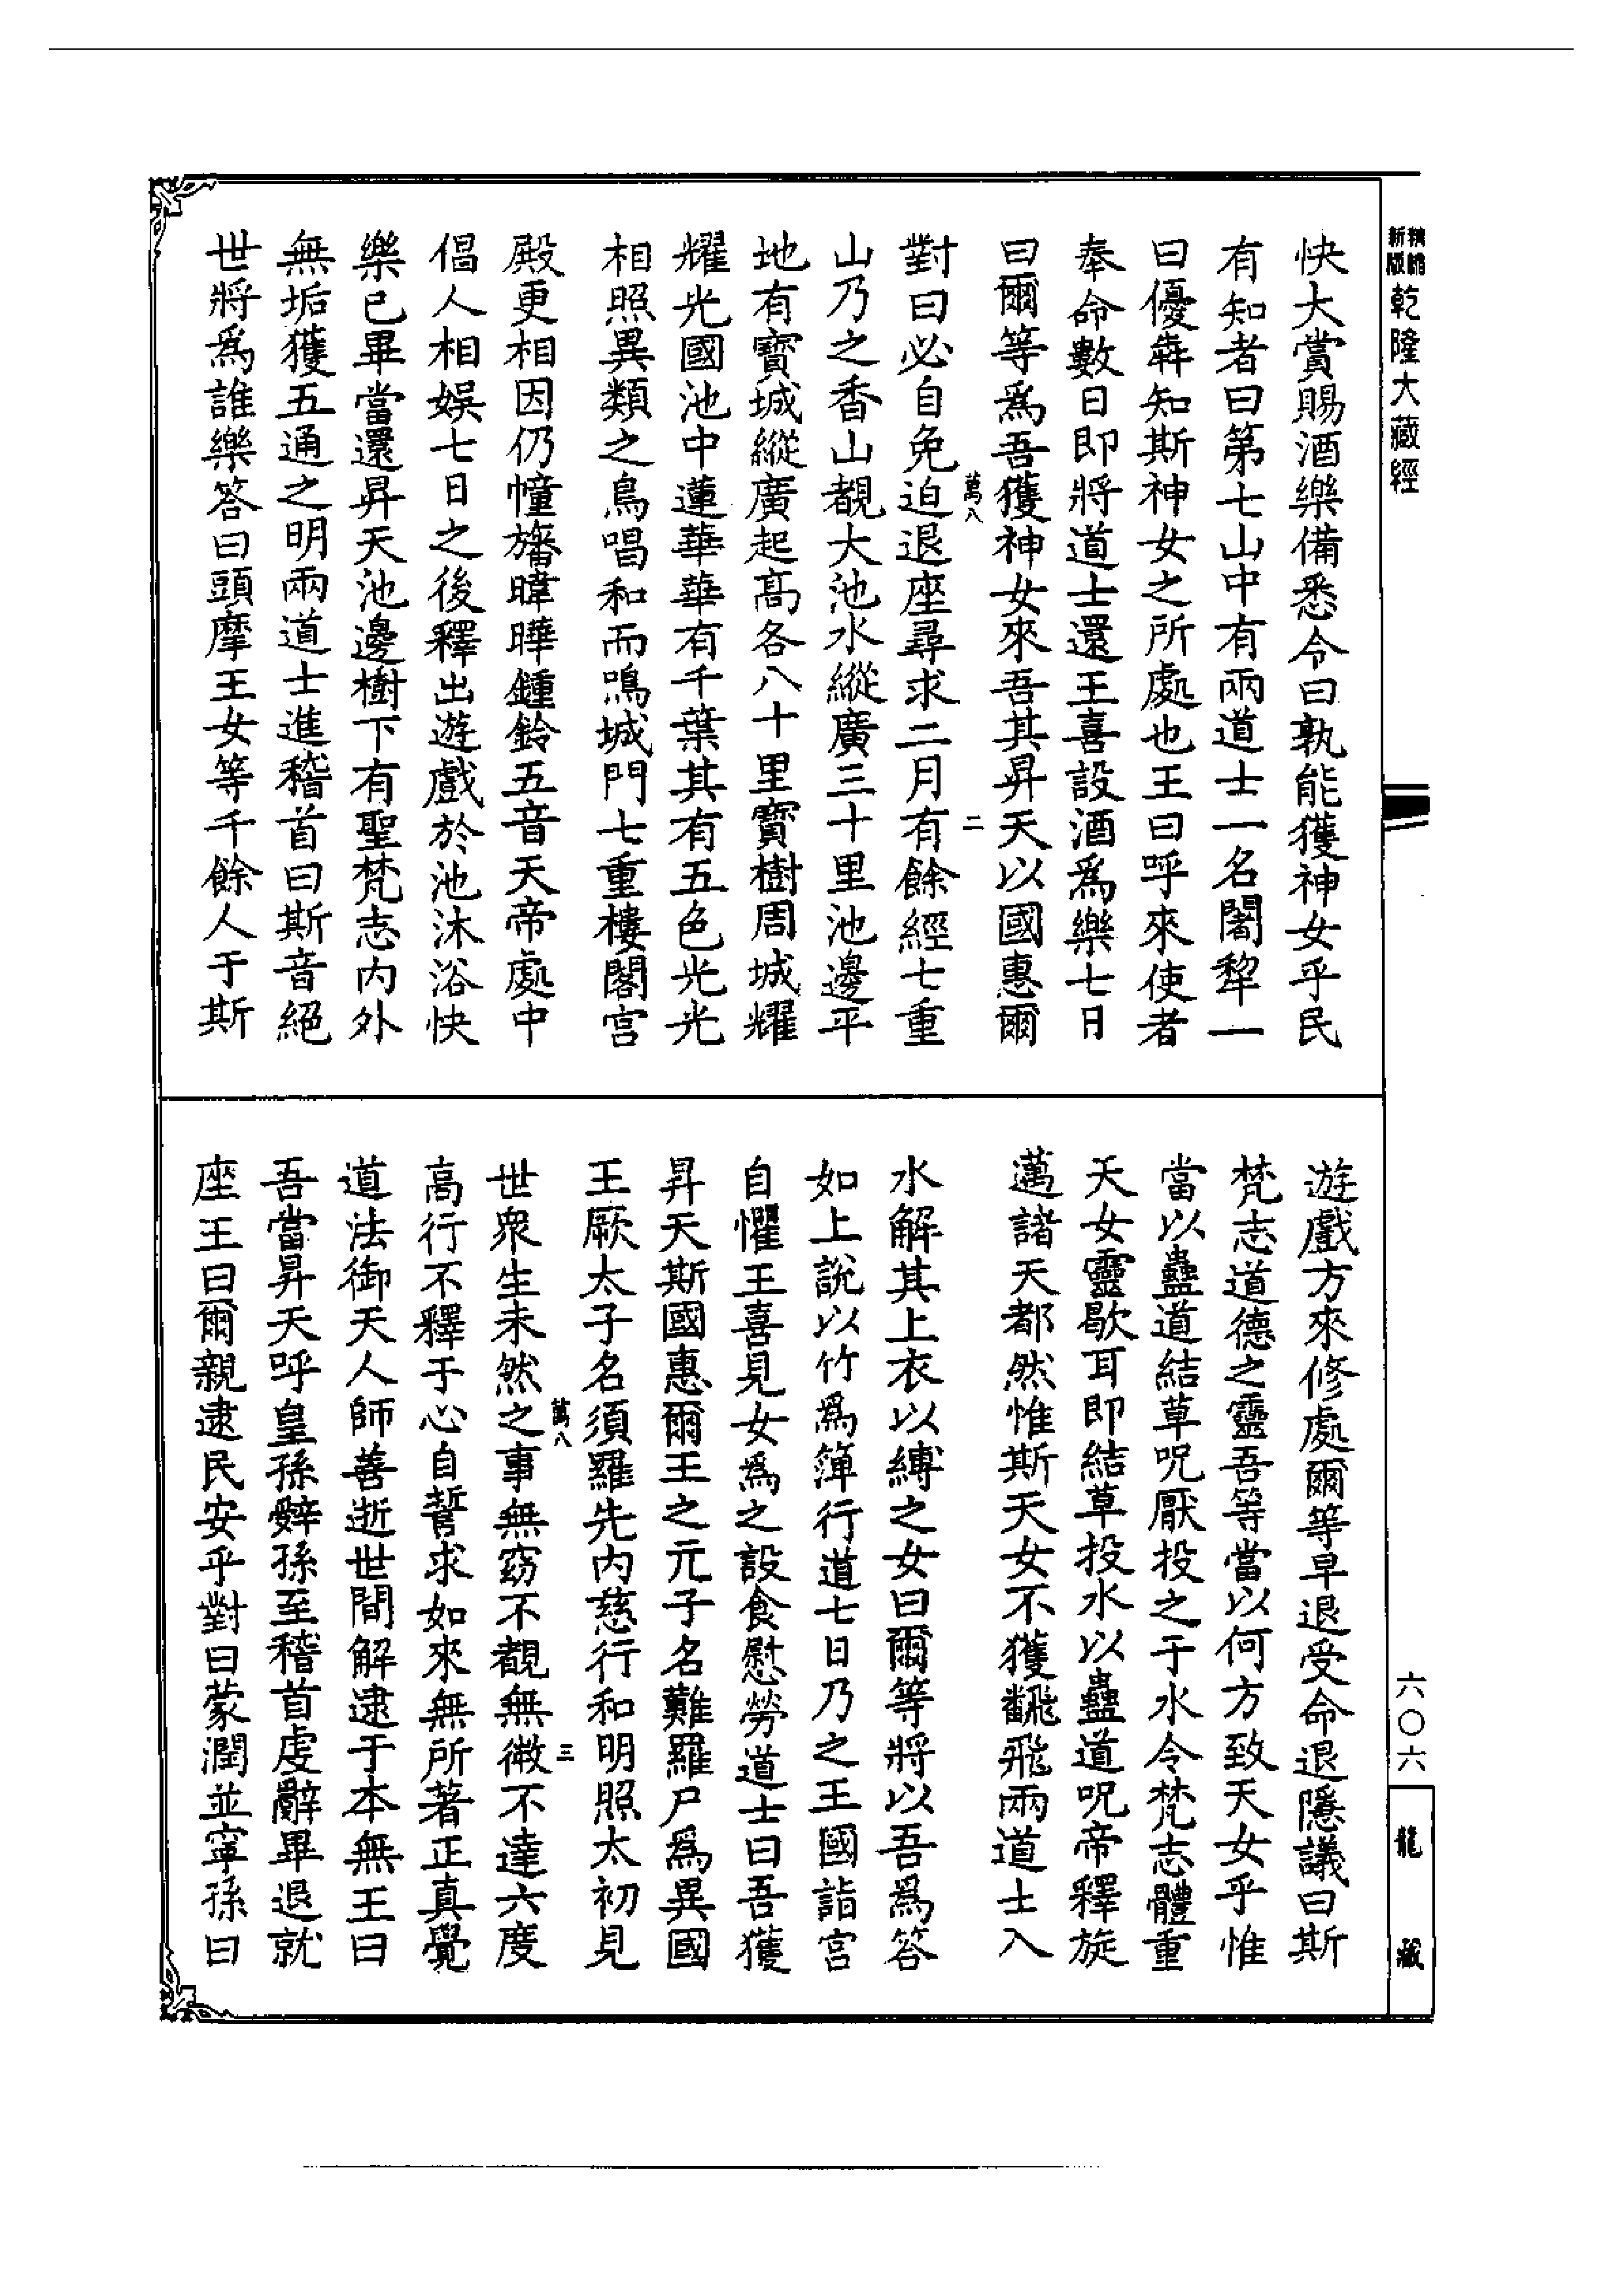 新版
精縮
乾隆大藏經
快大賞賜酒樂備悉令曰孰能獲神女乎民
有知者曰第七山中有兩道士一名闍犂一
曰優犇知斯神女之所處也王曰呼來使者
奉命數日即將道士還王喜設酒爲樂七日
曰爾等爲吾獲神女來吾其昇天以國惠爾
萬八
二
對曰必自免迫退座尋求二月有餘經七重
山乃之香山覩大池水縱廣三十里池邊平
地有寶城縱廣起高各八十里寶樹周城耀
耀光國池中蓮華華有千葉其有五色光光
相照異類之鳥唱和而鳴城門七重樓閣宮
殿更相因仍幢旛暐曄鍾鈴五音天帝處中
倡人相娛七日之後釋出遊戲於池沐浴快
樂已畢當還昇天池邊樹下有聖梵志內外
無垢獲五通之明兩道士進稽首曰斯音絕
世將爲誰樂答曰頭摩王女等千餘人于斯
遊戲方來修處爾等早退受命退隱議曰斯
梵志道德之靈吾等當以何方致天女乎惟
當以蠱道結草呪厭投之于水令梵志體重
天女靈歇耳即結草投水以蠱道呪帝釋旋
邁諸天都然惟斯天女不獲飜飛兩道士入
水解其上衣以縛之女曰爾等將以吾爲答
如上說以竹爲簞行道七日乃之王國詣宮
自懼王喜見女爲之設食慰勞道士曰吾獲
昇天斯國惠爾王之元子名難羅尸爲異國
王厥太子名須羅先內慈行和明照太初見
萬八
三
世衆生未然之事無窈不覩無微不達六度
高行不釋于心自誓求如來無所著正真覺
道法御天人師善逝世間解逮于本無王曰
吾當昇天呼皇孫辭孫至稽首虔辭畢退就
座王曰爾親逮民安乎對曰蒙潤並寧孫曰
六〇六
龍藏